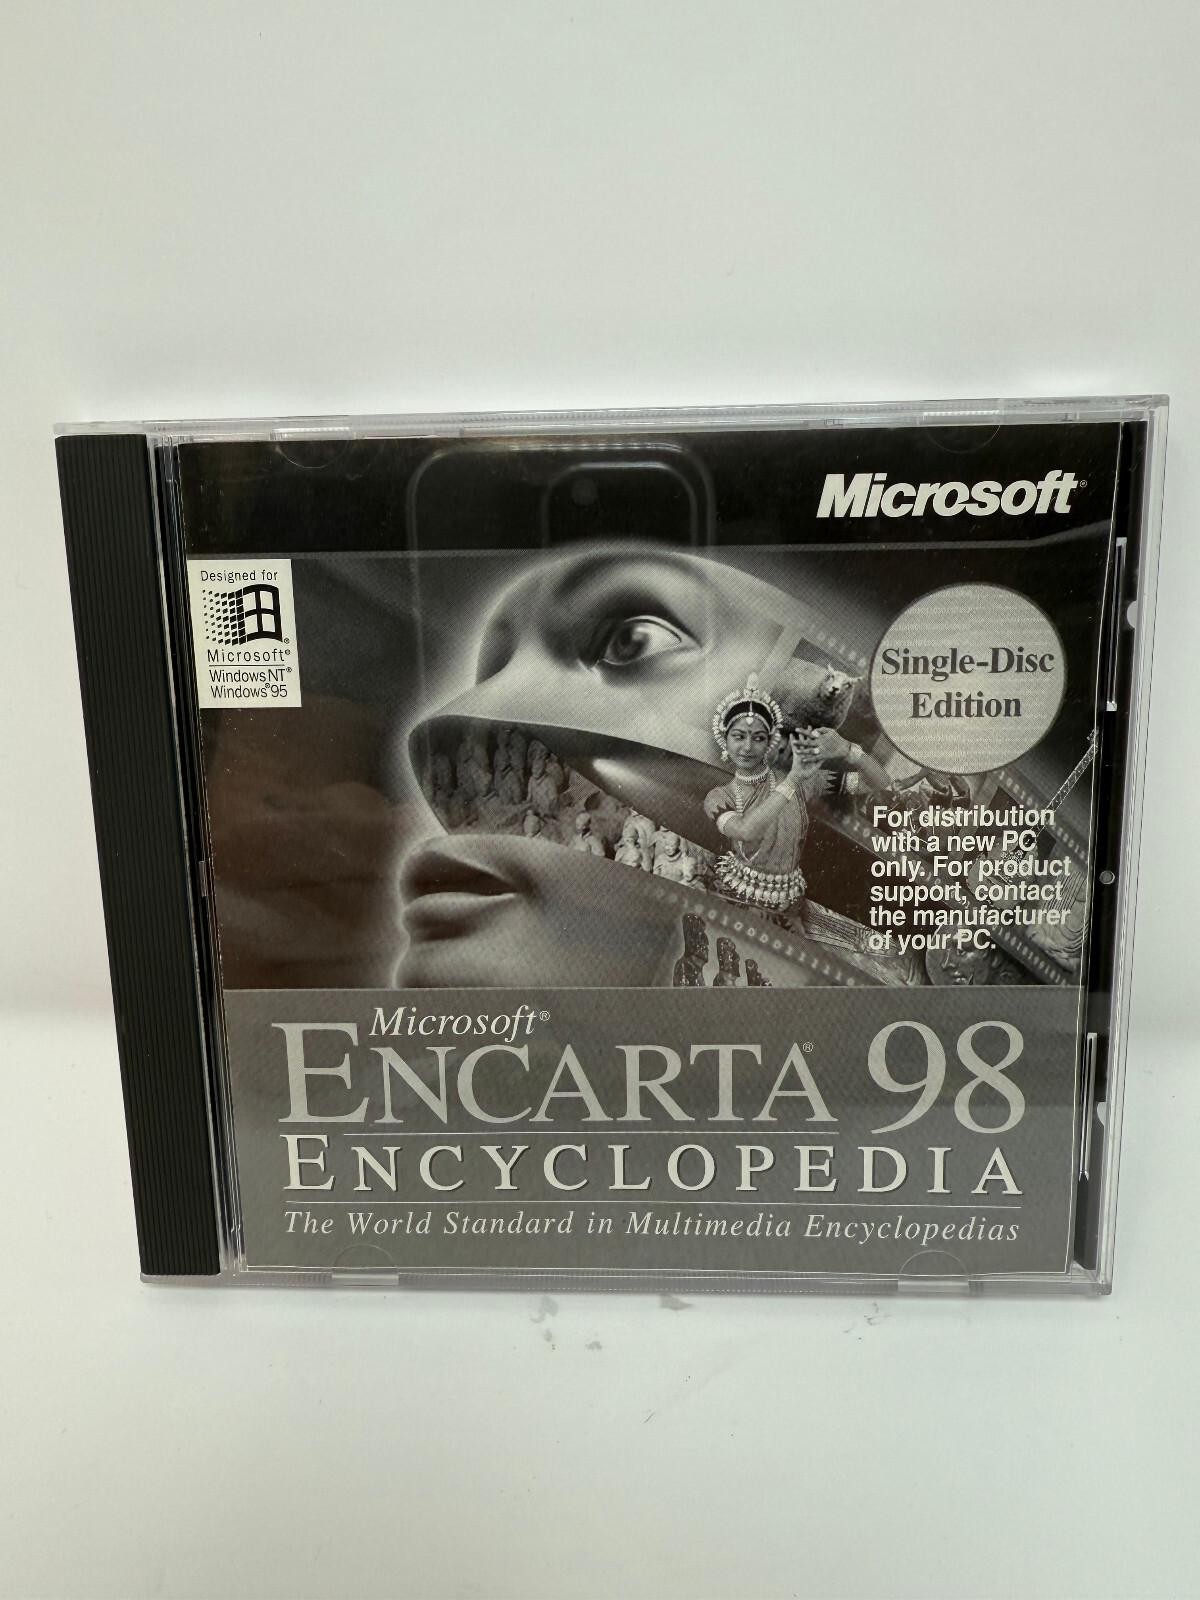 Microsoft®
Designed for
Microsoft®
Windows NT®
Windows®95
Single-Disc
Edition
For distribution
with a new PC
only. For product
support, contact
the manufacturer
of your PC.
Microsoft®
ENCARTA® 98
ENCYCLOPEDIA
The World Standard in Multimedia Encyclopedias